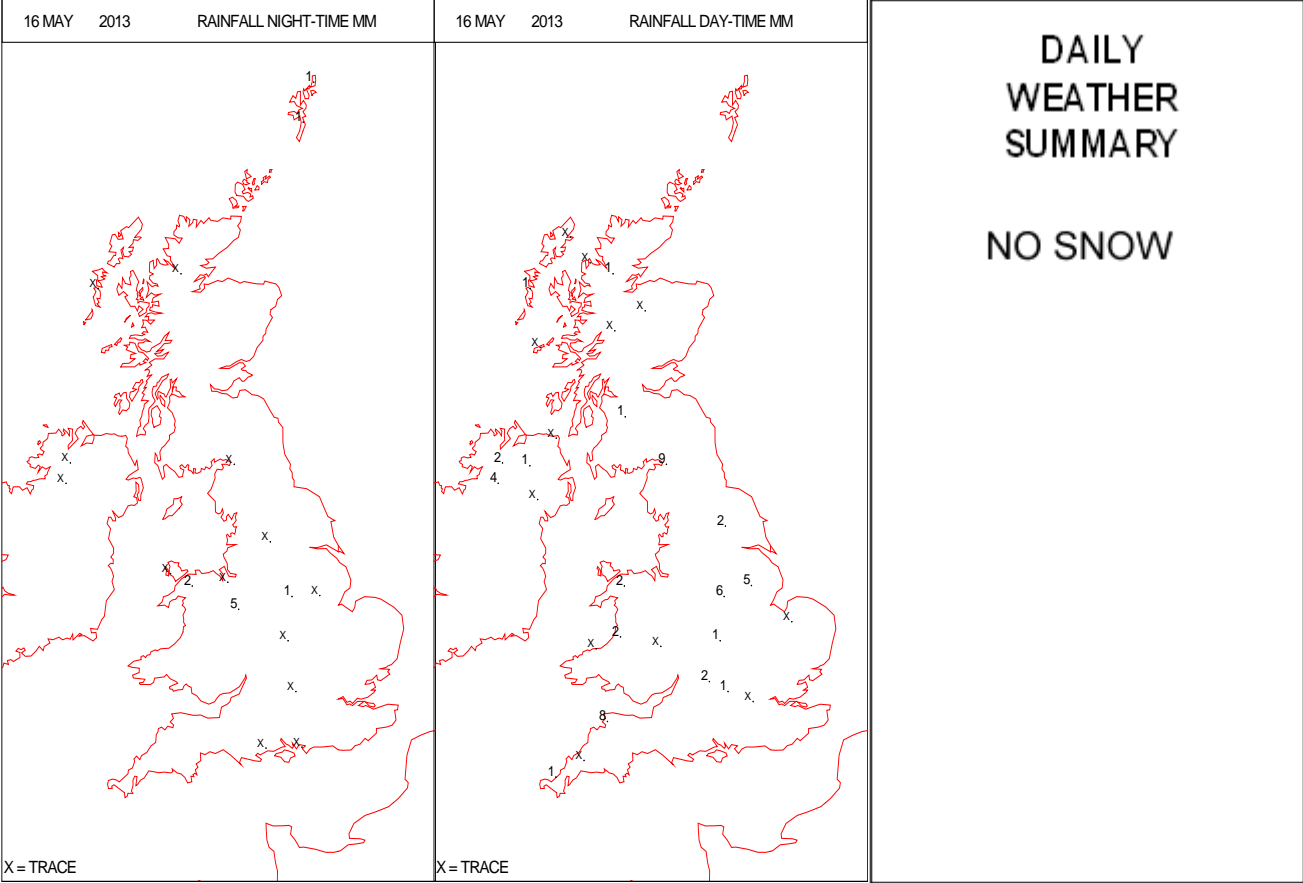 16 MAY 2013 RAINFALL NIGHT-TIME MM
1
1.
X.
X
X.
X.
X.
X.
X
2.
X.
5.
1.
X.
X.
X.
X.
X.
X = TRACE
16 MAY 2013 RAINFALL DAY-TIME MM
X.
X
1.
1
X.
X.
X.
1.
X.
2.
1.
9.
4.
X.
2.
2.
5.
6.
X.
2.
1.
X.
X.
2.
1.
X.
8.
X.
1.
X = TRACE
DAILY
WEATHER
SUMMARY
NO SNOW